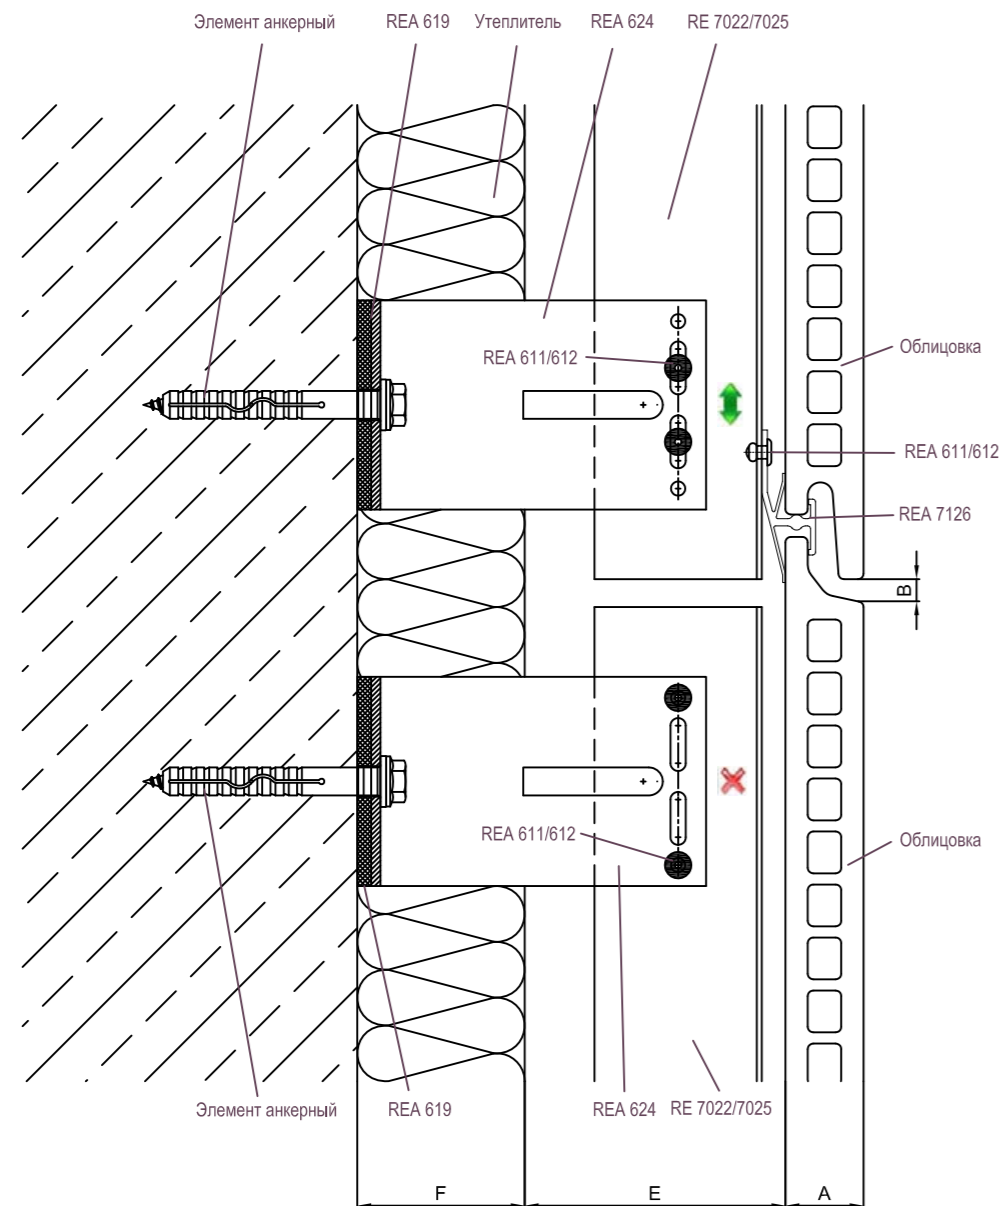 Элемент анкерный
REA 619
Утеплитель
REA 624
RE 7022/7025
Облицовка
REA 611/612
REA 611/612
REA 7126
B
Облицовка
REA 611/612
Элемент анкерный
REA 619
REA 624
RE 7022/7025
F
E
A